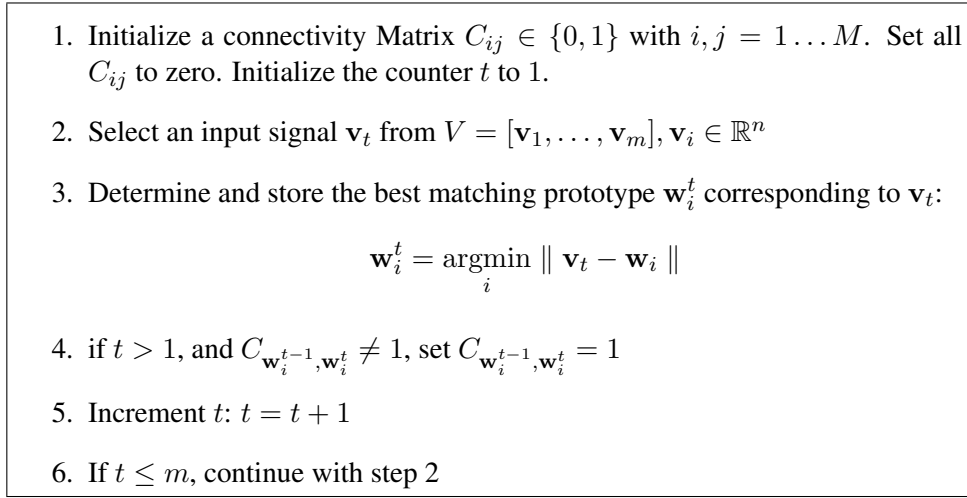 1. Initialize a connectivity Matrix C_{ij} ∈ {0, 1} with i, j = 1 . . . M. Set all
C_{ij} to zero. Initialize the counter t to 1.
2. Select an input signal v_t from V = [v_1, . . . , v_m], v_i ∈ ℝ^n
3. Determine and store the best matching prototype w_i^t corresponding to v_t:
w_i^t = argmin ∥ v_t − w_i ∥
i
4. if t > 1, and C_{w_i^{t−1},w_i^t} ≠ 1, set C_{w_i^{t−1},w_i^t} = 1
5. Increment t: t = t + 1
6. If t ≤ m, continue with step 2